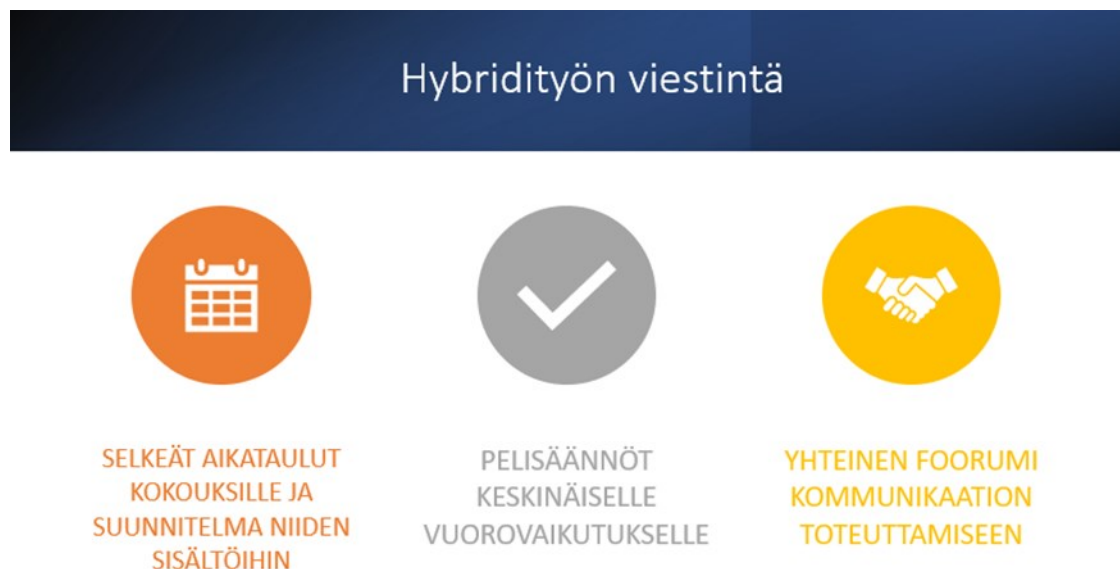 Hybridityön viestintä
SELKEÄT AIKATAULUT
KOKOUKSILLE JA
SUUNNITELMA NIIDEN
SISÄLTÖIHIN
PELISÄÄNNÖT
KESKINÄISELLE
VUOROVAIKUTUKSELLE
YHTEINEN FOORUMI
KOMMUNIKAATION
TOTEUTTAMISEEN